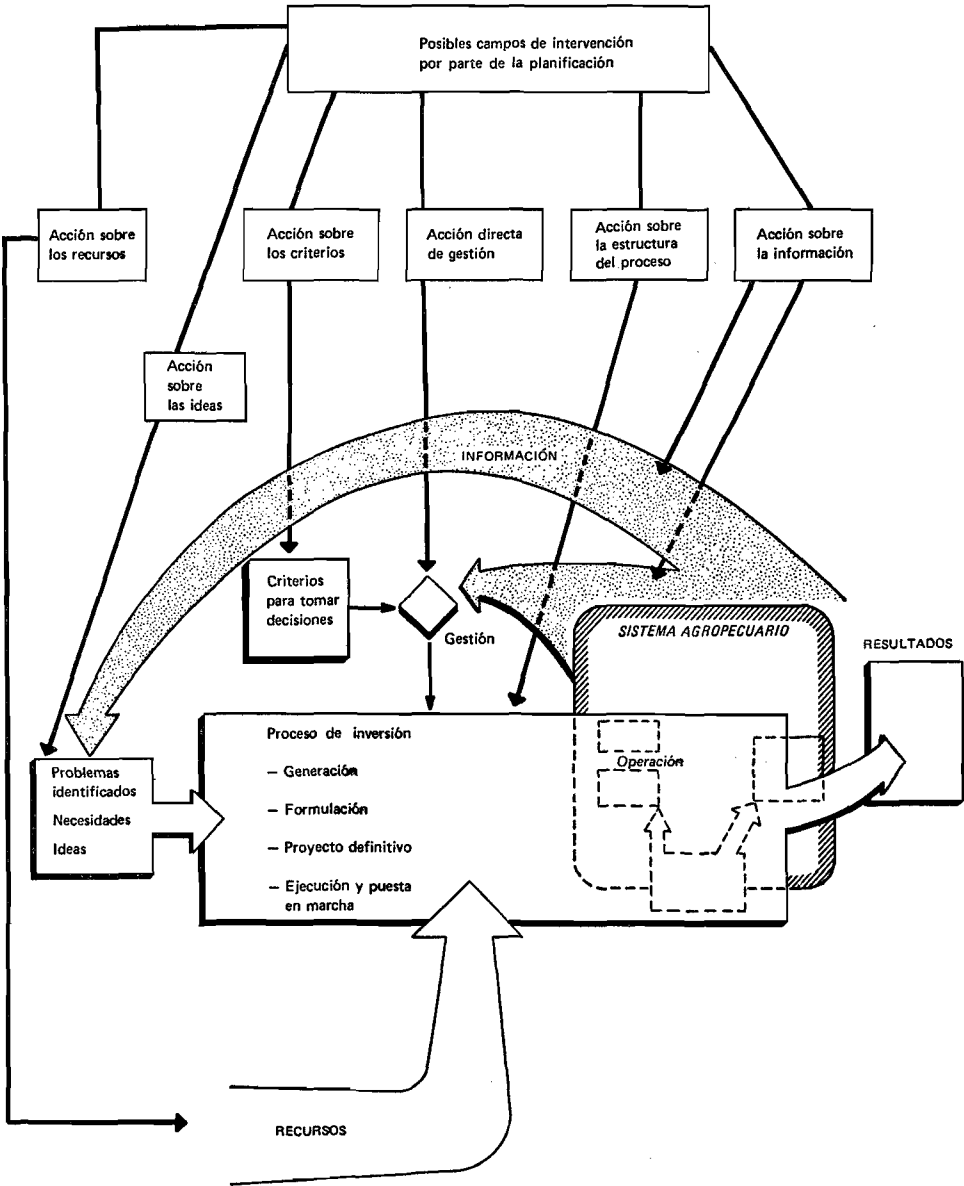 Posibles campos de intervención
por parte de la planificación
Acción sobre
los recursos
Acción sobre
los criterios
Acción directa
de gestión
Acción sobre
la estructura
del proceso
Acción sobre
la información
Acción
sobre
las ideas
INFORMACIÓN
Criterios
para tomar
decisiones
Gestión
SISTEMA AGROPECUARIO
RESULTADOS
Problemas
identificados
Necesidades
Ideas
Proceso de inversión
– Generación
– Formulación
– Proyecto definitivo
– Ejecución y puesta
en marcha
Operación
RECURSOS